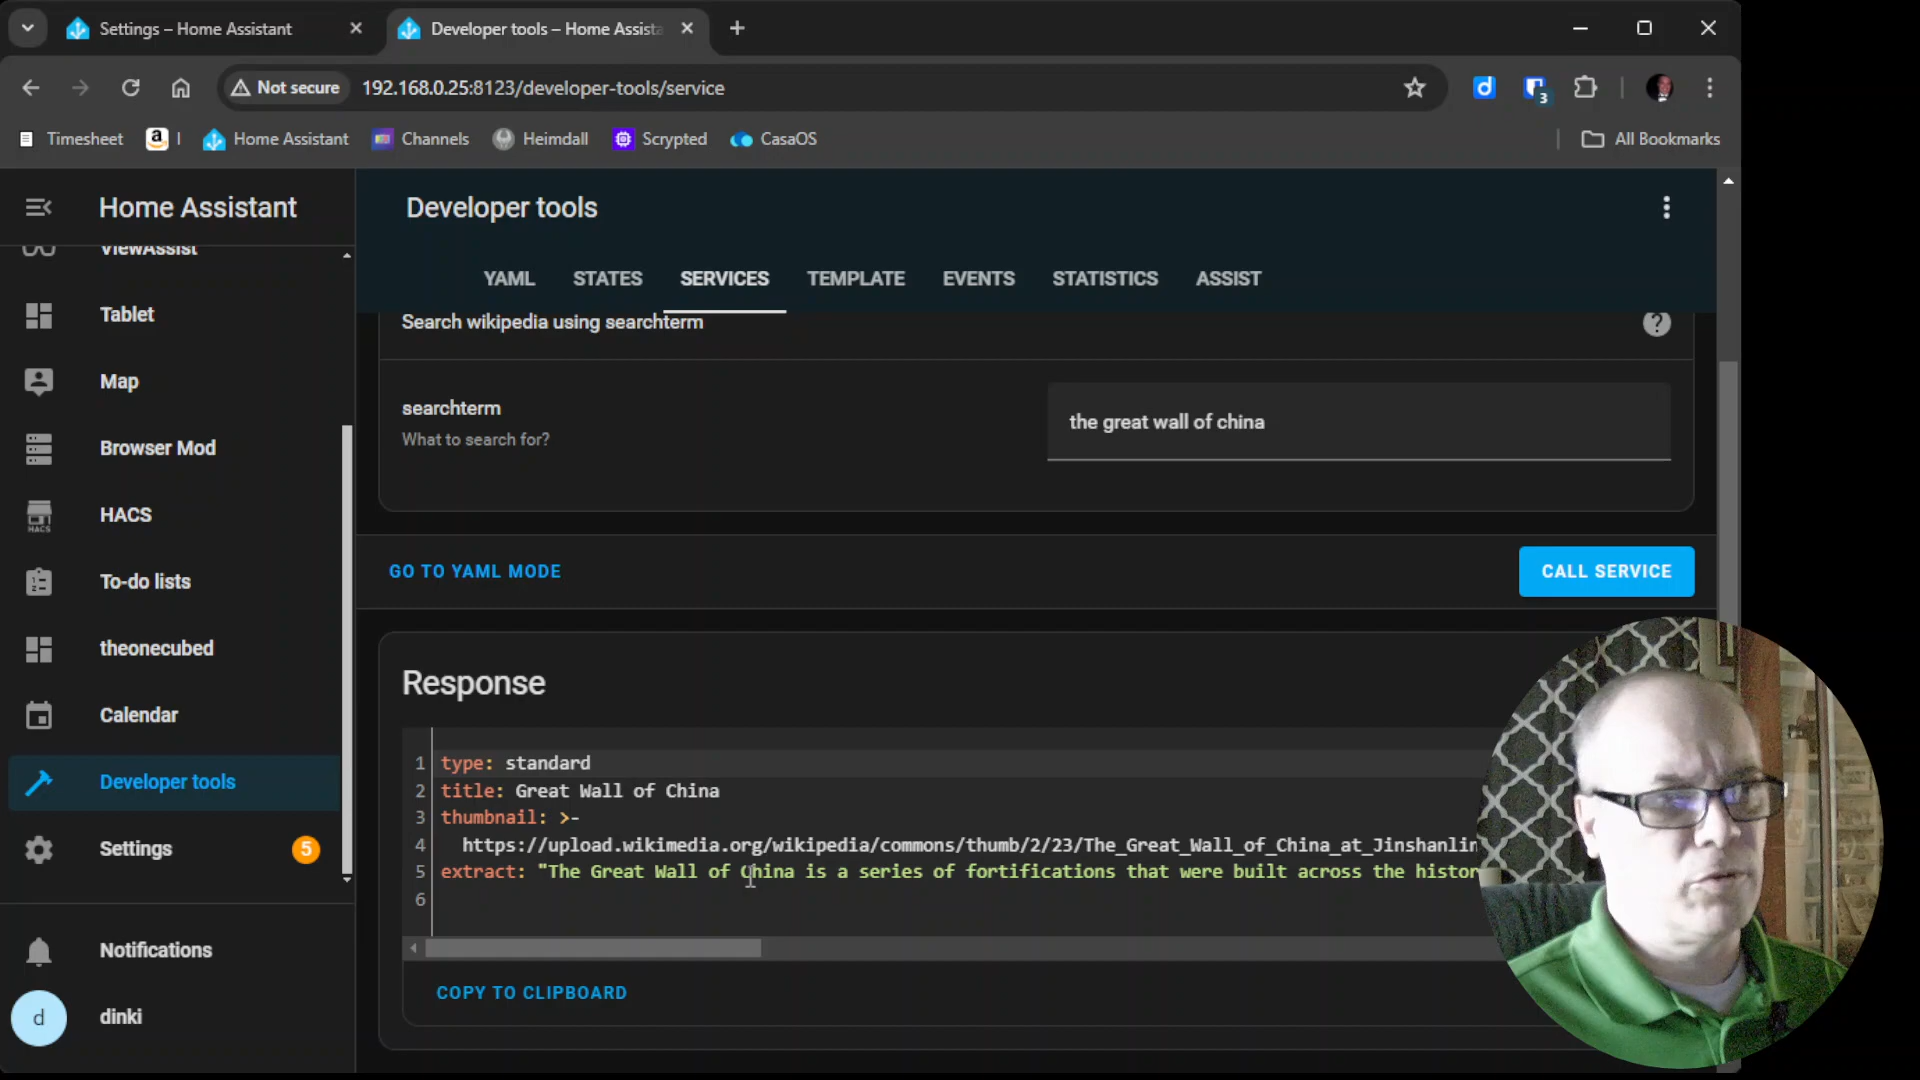 Settings – Home Assistant
Developer tools – Home Assista
Not secure
192.168.0.25:8123/developer-tools/service
3
Timesheet
a
I
Home Assistant
Channels
Heimdall
Scrypted
CasaOS
All Bookmarks
Home Assistant
Developer tools
ViewAssist
YAML
STATES
SERVICES
TEMPLATE
EVENTS
STATISTICS
ASSIST
Tablet
Search wikipedia using searchterm
Map
searchterm
What to search for?
the great wall of china
Browser Mod
HACS
HACS
To-do lists
GO TO YAML MODE
CALL SERVICE
theonecubed
Response
Calendar
1 type: standard
2 title: Great Wall of China
3 thumbnail: >-
4 https://upload.wikimedia.org/wikipedia/commons/thumb/2/23/The_Great_Wall_of_China_at_Jinshanlin
5 extract: "The Great Wall of China is a series of fortifications that were built across the histor
6
Developer tools
Settings
5
Notifications
COPY TO CLIPBOARD
d
dinki